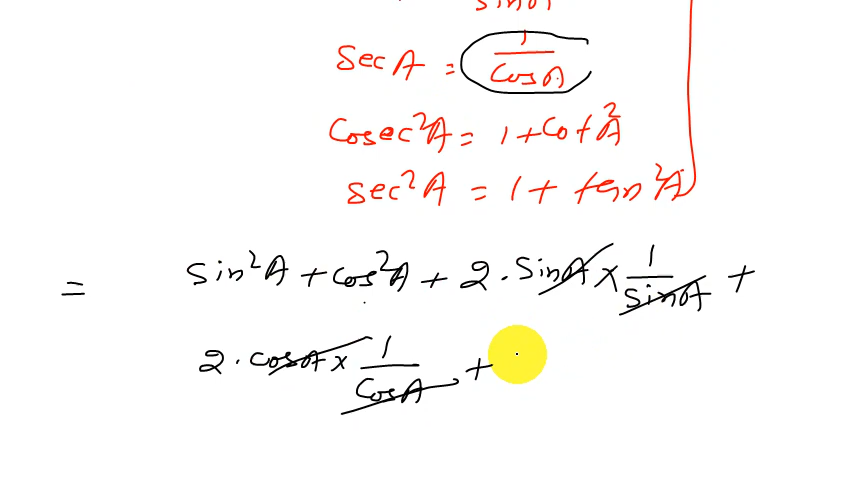 sinA
secA = 1/cosA
cosec²A = 1 + cot²A
sec²A = 1 + tan²A
= sin²A + cos²A + 2 . sinA × 1/sinA +
2 . cosA × 1/cosA +